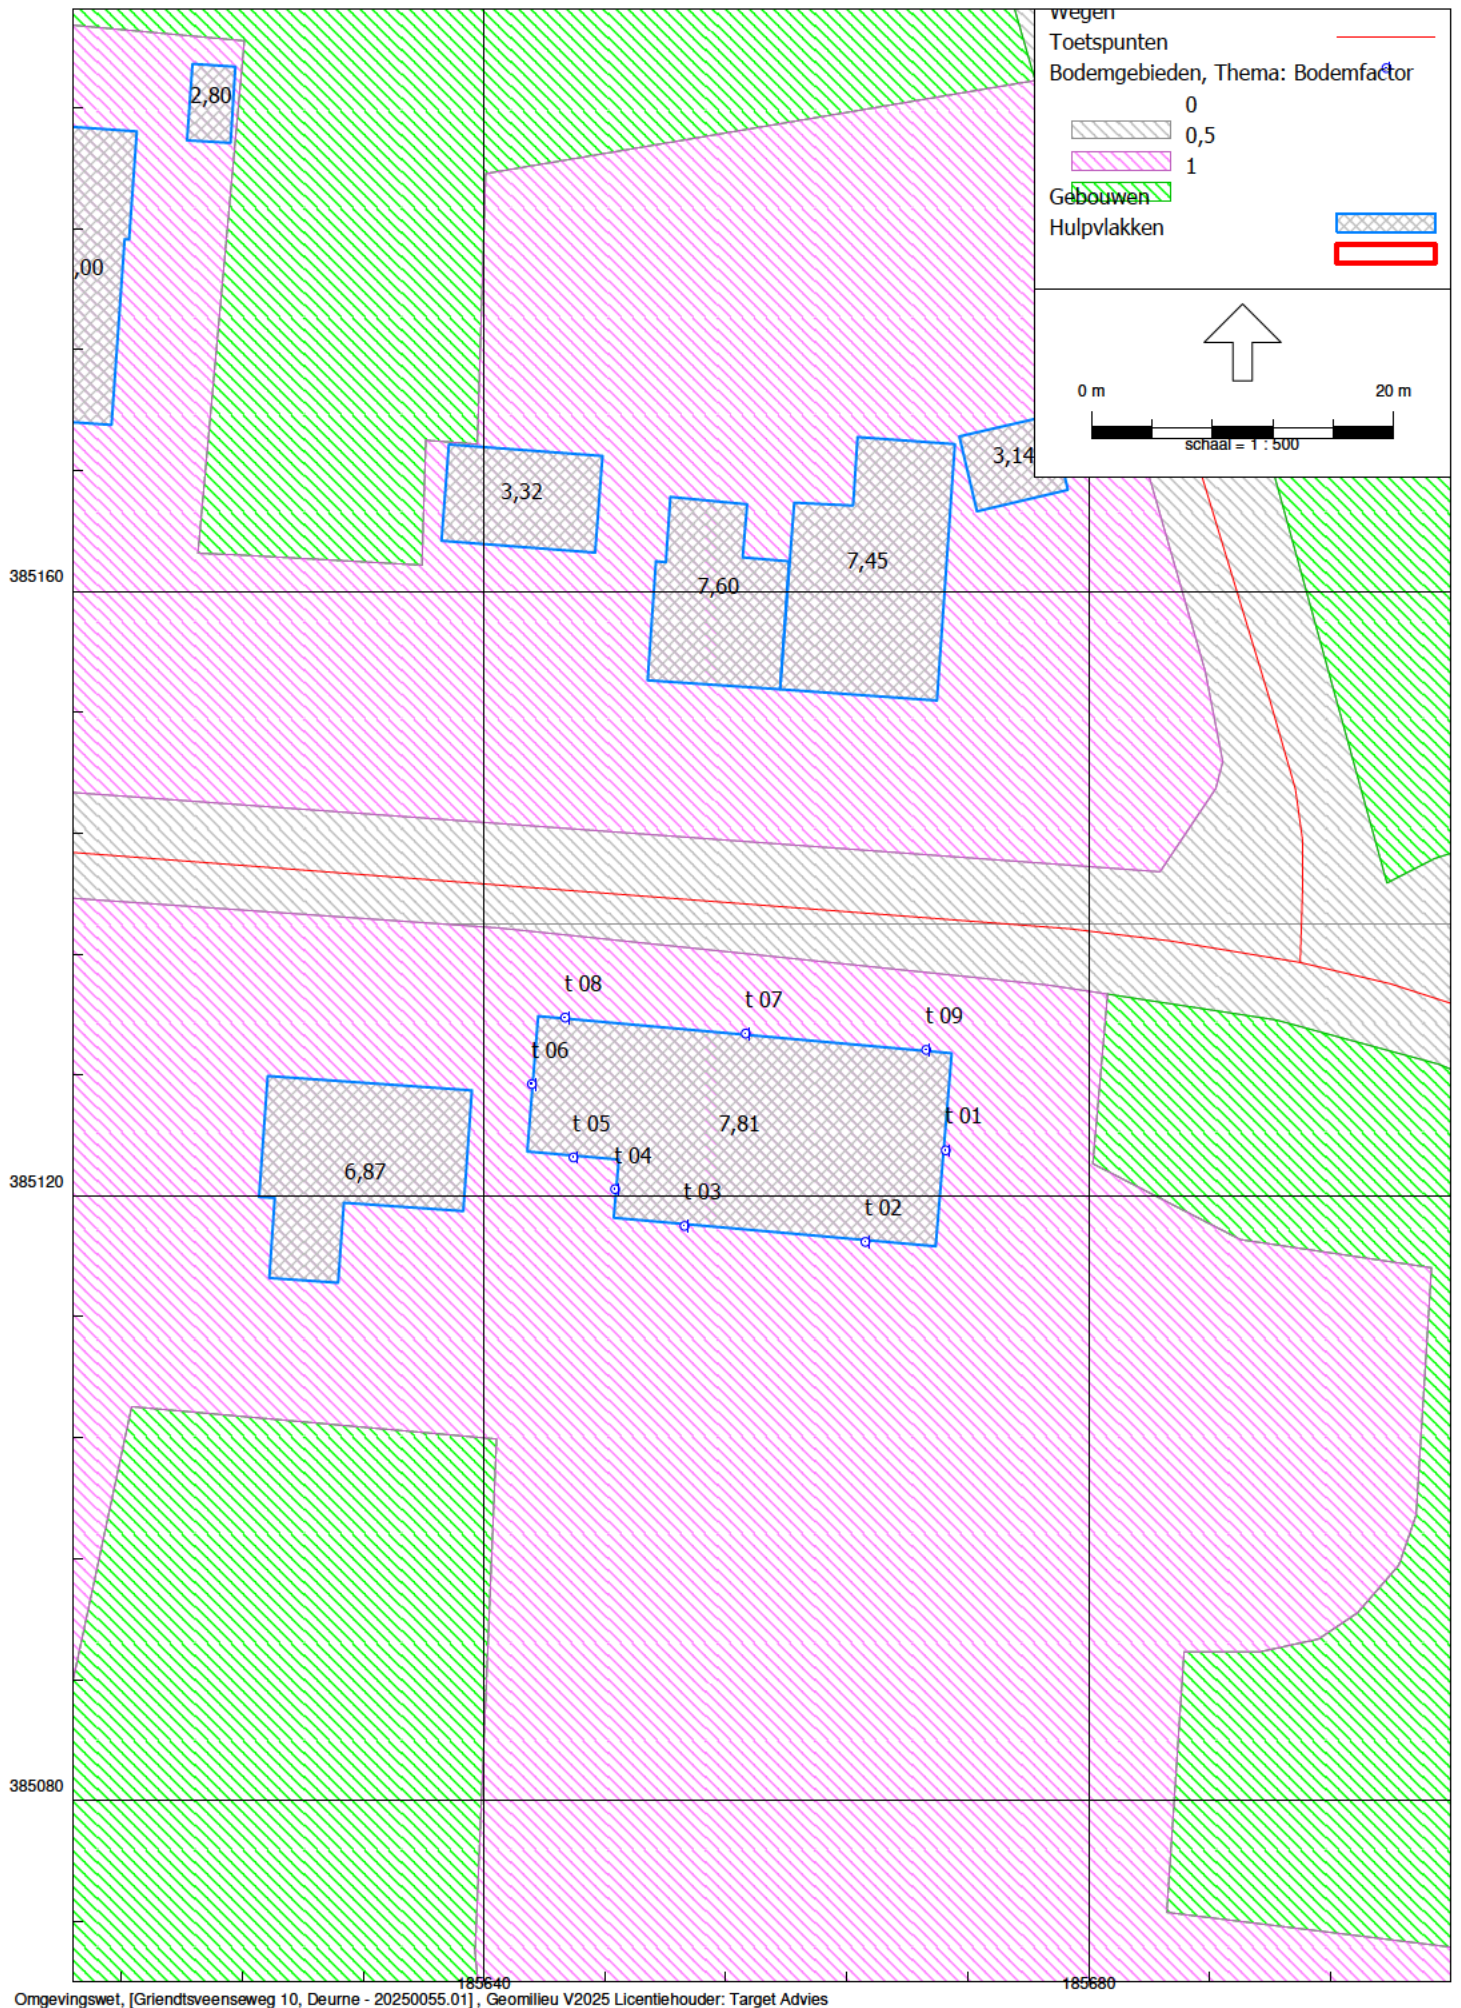 Wegen
Toetspunten
Bodemgebieden, Thema: Bodemfactor
0
0,5
1
Gebouwen
Hulpvlakken
0 m 20 m
schaal = 1 : 500
2,80
,00
3,32
7,60
7,45
3,14
385160
t 08
t 07
t 09
t 06
t 05
7,81
t 01
t 04
6,87
385120
t 03
t 02
385080
185640 185680
Omgevingswet, [Griendtsveenseweg 10, Deurne - 20250055.01] , Geomilieu V2025 Licentiehouder: Target Advies